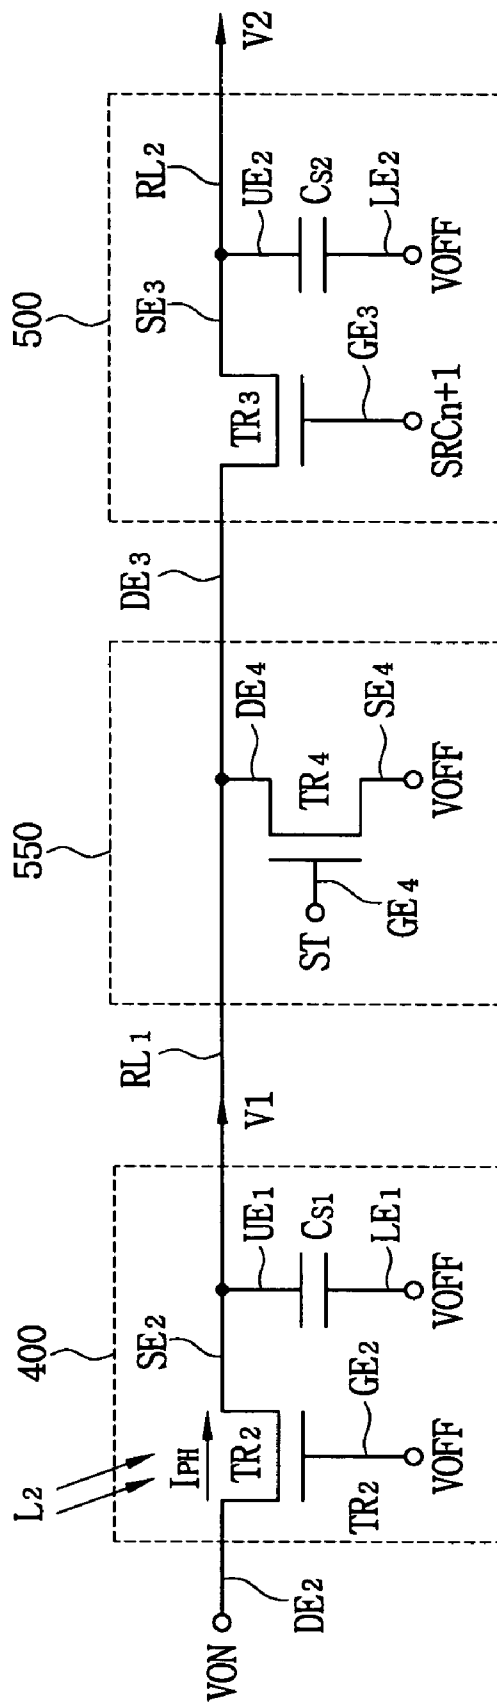 400
550
500
L2
IPH
TR2
SE2
UE1
CS1
LE1
VOFF
GE2
VOFF
TR2
VON
DE2
V1
RL1
DE4
TR4
SE4
VOFF
ST
GE4
DE3
TR3
SE3
RL2
UE2
CS2
LE2
VOFF
GE3
SRCn+1
V2